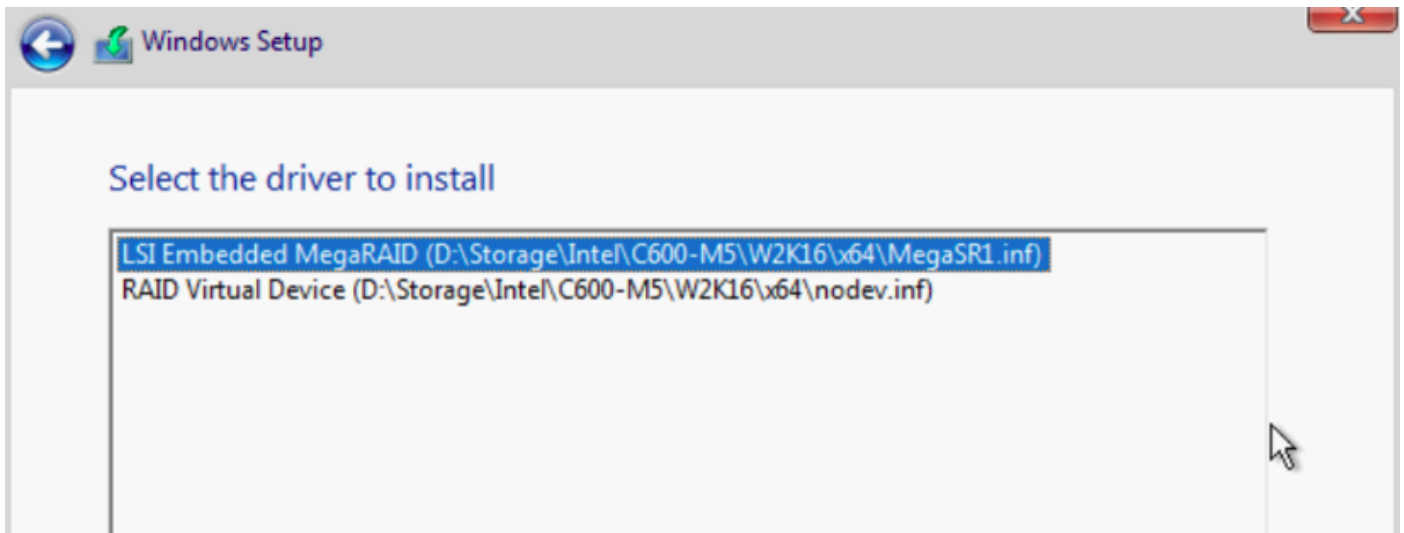 Windows Setup
Select the driver to install
LSI Embedded MegaRAID (D:\Storage\Intel\C600-M5\W2K16\x64\MegaSR1.inf)
RAID Virtual Device (D:\Storage\Intel\C600-M5\W2K16\x64\nodev.inf)